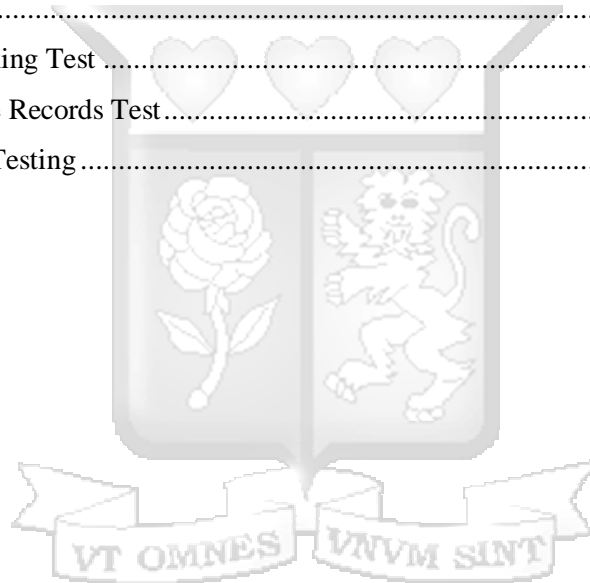 ......................................................................
ing Test ......................................................................
Records Test ......................................................................
Testing ......................................................................
VT OMNES VNVM SINT